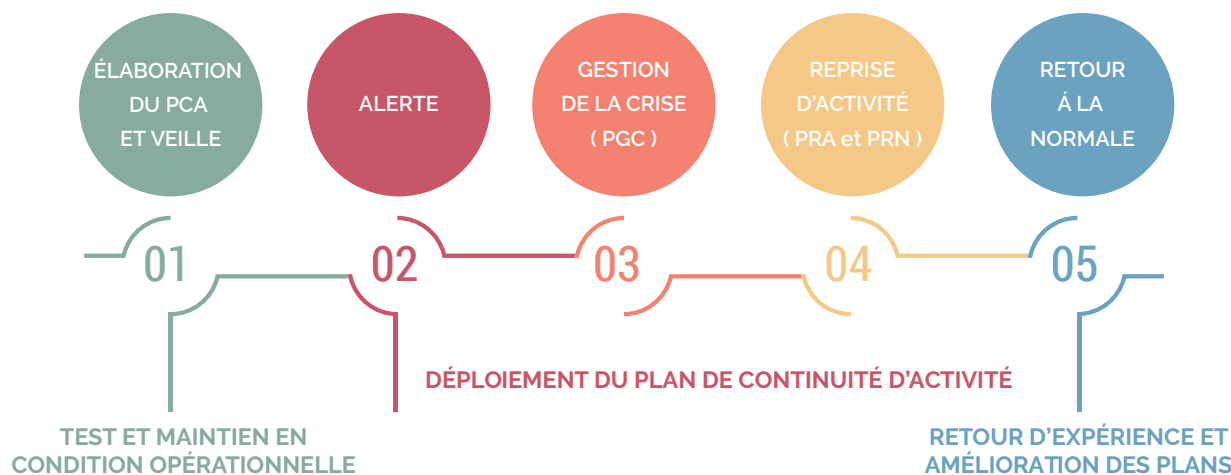 ÉLABORATION
DU PCA
ET VEILLE
ALERTE
GESTION
DE LA CRISE
( PGC )
REPRISE
D'ACTIVITÉ
( PRA et PRN )
RETOUR
Á LA
NORMALE
01
02
03
04
05
DÉPLOIEMENT DU PLAN DE CONTINUITÉ D'ACTIVITÉ
TEST ET MAINTIEN EN
CONDITION OPÉRATIONNELLE
RETOUR D'EXPÉRIENCE ET
AMÉLIORATION DES PLANS